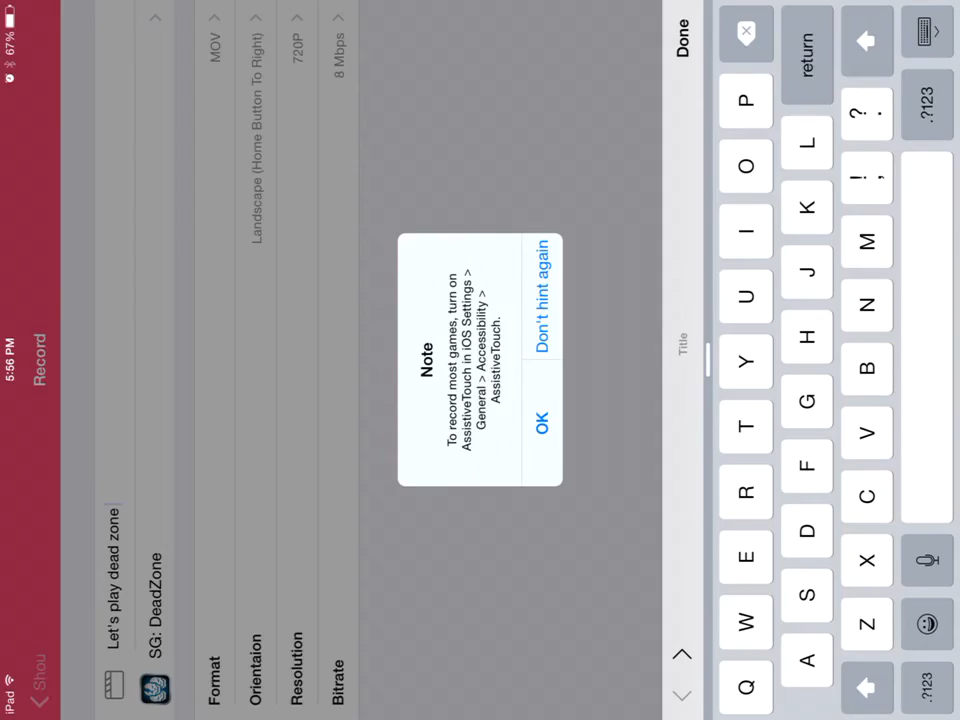 iPad 5:56 PM 67%
Shou Record
Let's play dead zone
SG: DeadZone
Format MOV
Orientaion Landscape (Home Button To Right)
Resolution 720P
Bitrate 8 Mbps
Note
To record most games, turn on
AssistiveTouch in iOS Settings >
General > Accessibility >
AssistiveTouch.
OK Don't hint again
Title Done
Q W E R T Y U I O P
A S D F G H J K L return
Z X C V B N M ! , ? .
.?123 .?123